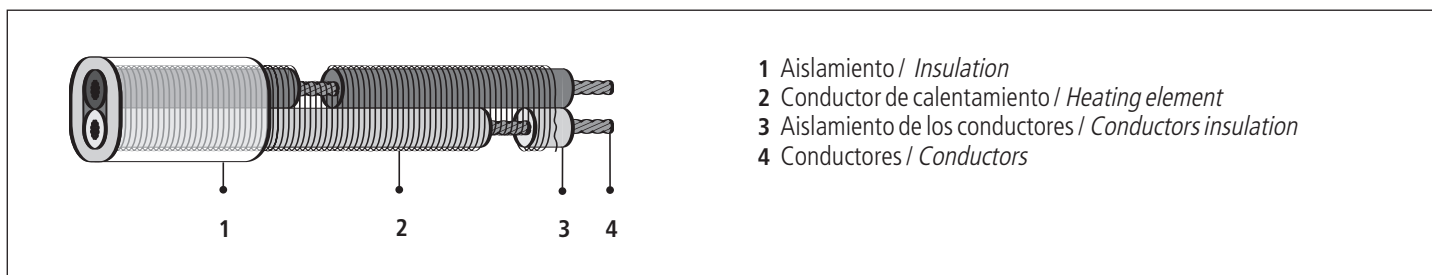 1 Aislamiento / Insulation
2 Conductor de calentamiento / Heating element
3 Aislamiento de los conductores / Conductors insulation
4 Conductores / Conductors
1 2 3 4